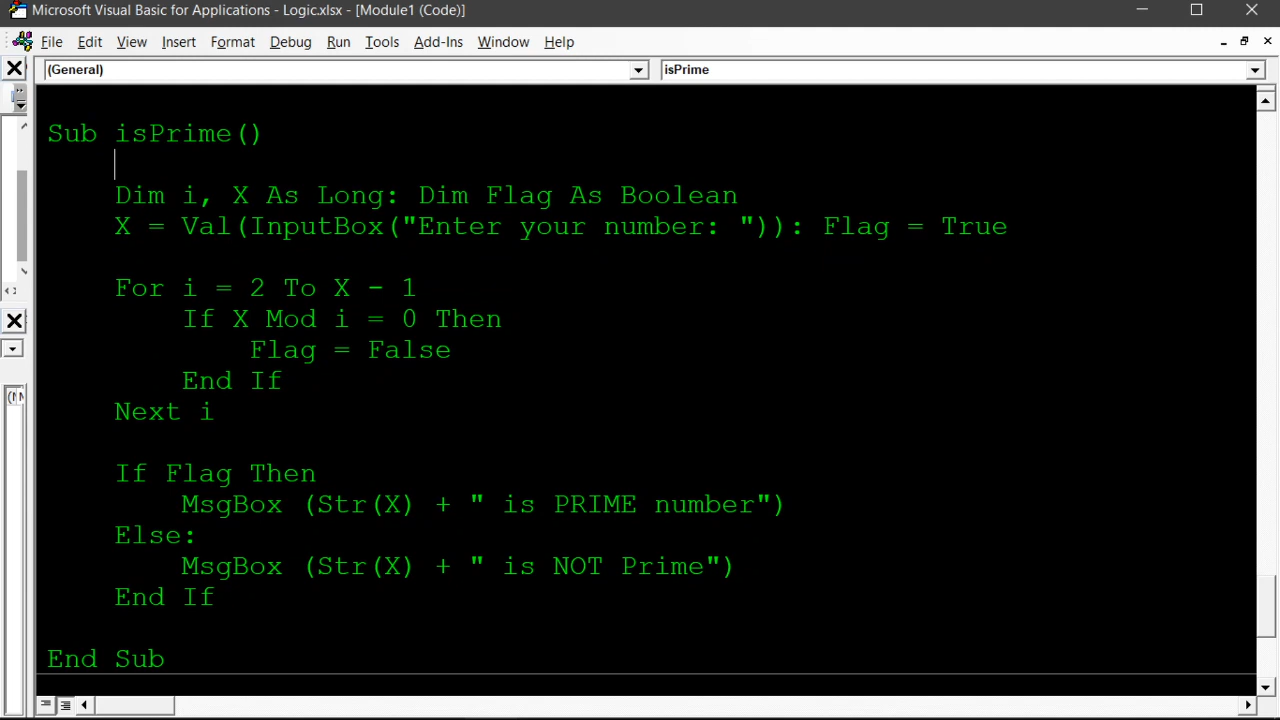 Microsoft Visual Basic for Applications - Logic.xlsx - [Module1 (Code)]
File Edit View Insert Format Debug Run Tools Add-Ins Window Help
(General) isPrime
Sub isPrime()
Dim i, X As Long: Dim Flag As Boolean
X = Val(InputBox("Enter your number: ")): Flag = True
For i = 2 To X - 1
If X Mod i = 0 Then
Flag = False
End If
Next i
If Flag Then
MsgBox (Str(X) + " is PRIME number")
Else:
MsgBox (Str(X) + " is NOT Prime")
End If
End Sub